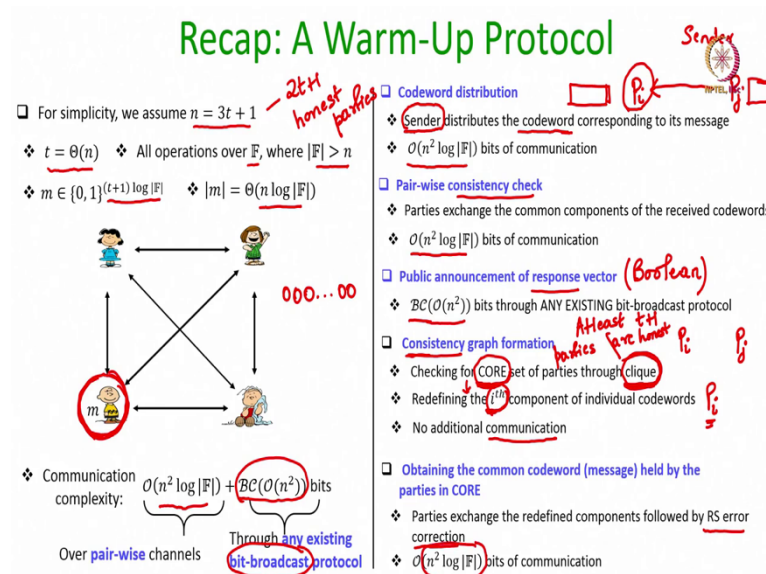 Recap: A Warm-Up Protocol
Sender
NPTEL
❑ For simplicity, we assume n = 3t + 1
2t+1 honest parties
❖ t = Θ(n) ❖ All operations over 𝔽, where |𝔽| > n
❖ m ∈ {0, 1}^{(t+1) log|𝔽|} ❖ |m| = Θ(n log|𝔽|)
000...00
m
❖ Communication complexity: 𝒪(n² log|𝔽|) + ℬ𝒞(𝒪(n²)) bits
Over pair-wise channels
Through any existing
bit-broadcast protocol
❑ Codeword distribution
Pi
Pj
❖ Sender distributes the codeword corresponding to its message
❖ 𝒪(n² log|𝔽|) bits of communication
❑ Pair-wise consistency check
❖ Parties exchange the common components of the received codewords
❖ 𝒪(n² log|𝔽|) bits of communication
❑ Public announcement of response vector (Boolean)
❖ ℬ𝒞(𝒪(n²)) bits through ANY EXISTING bit-broadcast protocol
Atleast t+1
parties are honest
Pi Pj
❑ Consistency graph formation
❖ Checking for CORE set of parties through clique
❖ Redefining the i^{th} component of individual codewords
Pi
❖ No additional communication
❑ Obtaining the common codeword (message) held by the
parties in CORE
❖ Parties exchange the redefined components followed by RS error
correction
❖ 𝒪(n² log|𝔽|) bits of communication